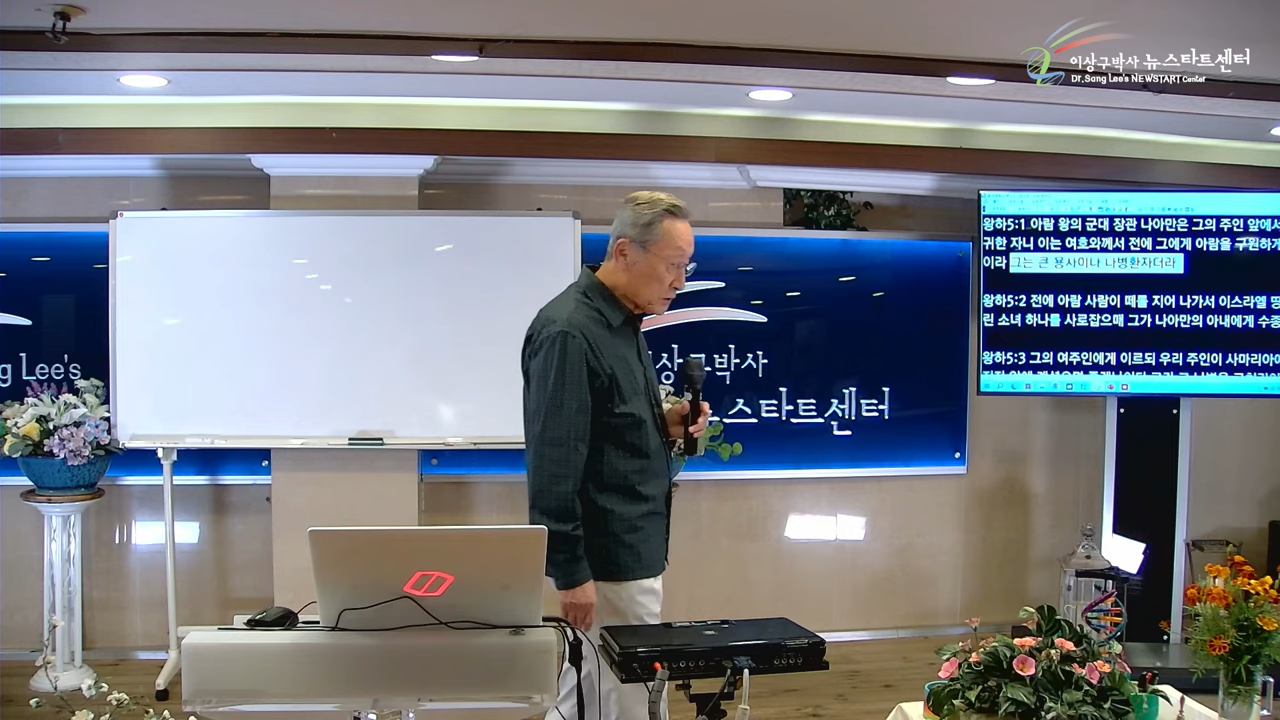 이상구박사 뉴스타트센터
Dr.Sang Lee's NEWSTART Center
왕하5:1 아람 왕의 군대 장관 나아만은 그의 주인 앞에서
귀한 자니 이는 여호와께서 전에 그에게 아람을 구원하게
이라 그는 큰 용사이나 나병환자더라
왕하5:2 전에 아람 사람이 떼를 지어 나가서 이스라엘 땅
린 소녀 하나를 사로잡으매 그가 나아만의 아내에게 수종
왕하5:3 그의 여주인에게 이르되 우리 주인이 사마리아에
g Lee's
이상구박사
뉴스타트센터